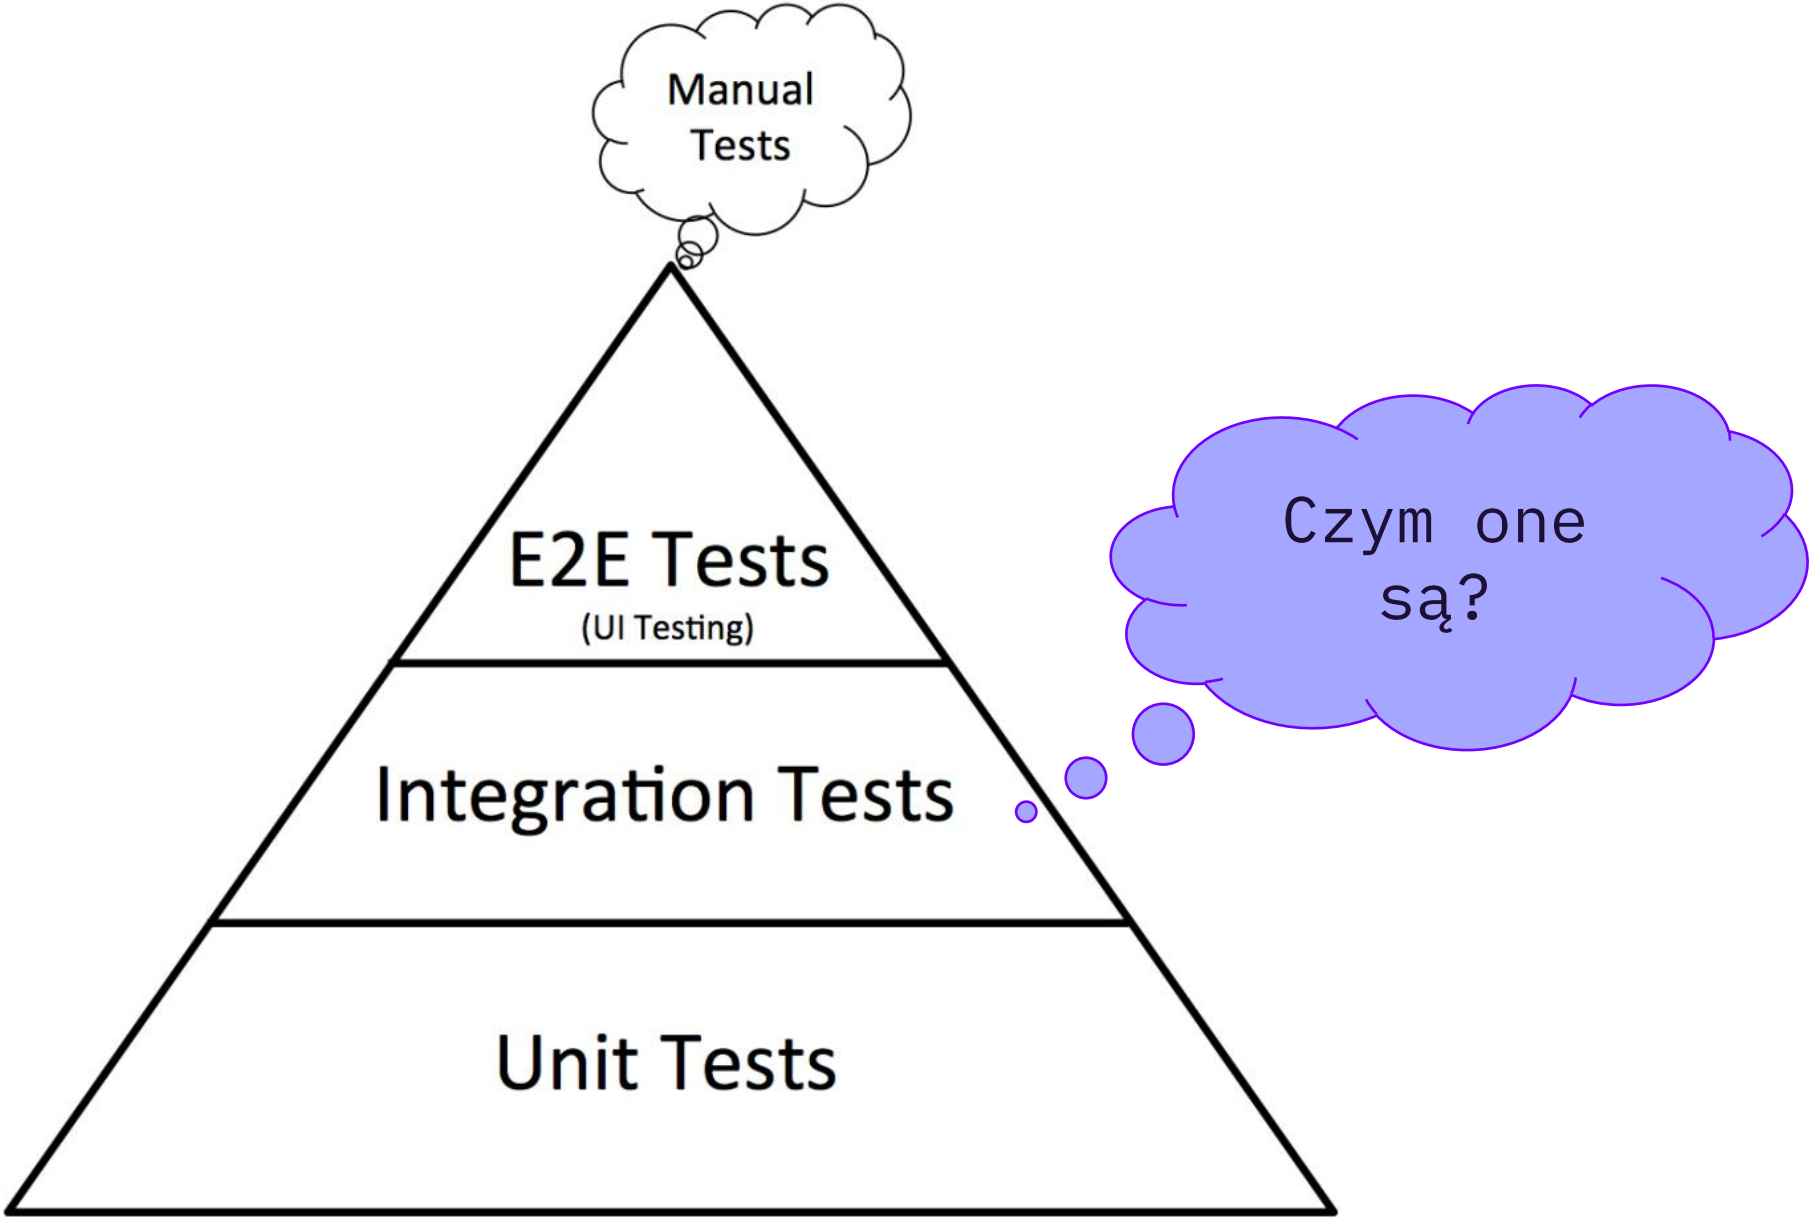 Manual
Tests
E2E Tests
(UI Testing)
Czym one
są?
Integration Tests
Unit Tests